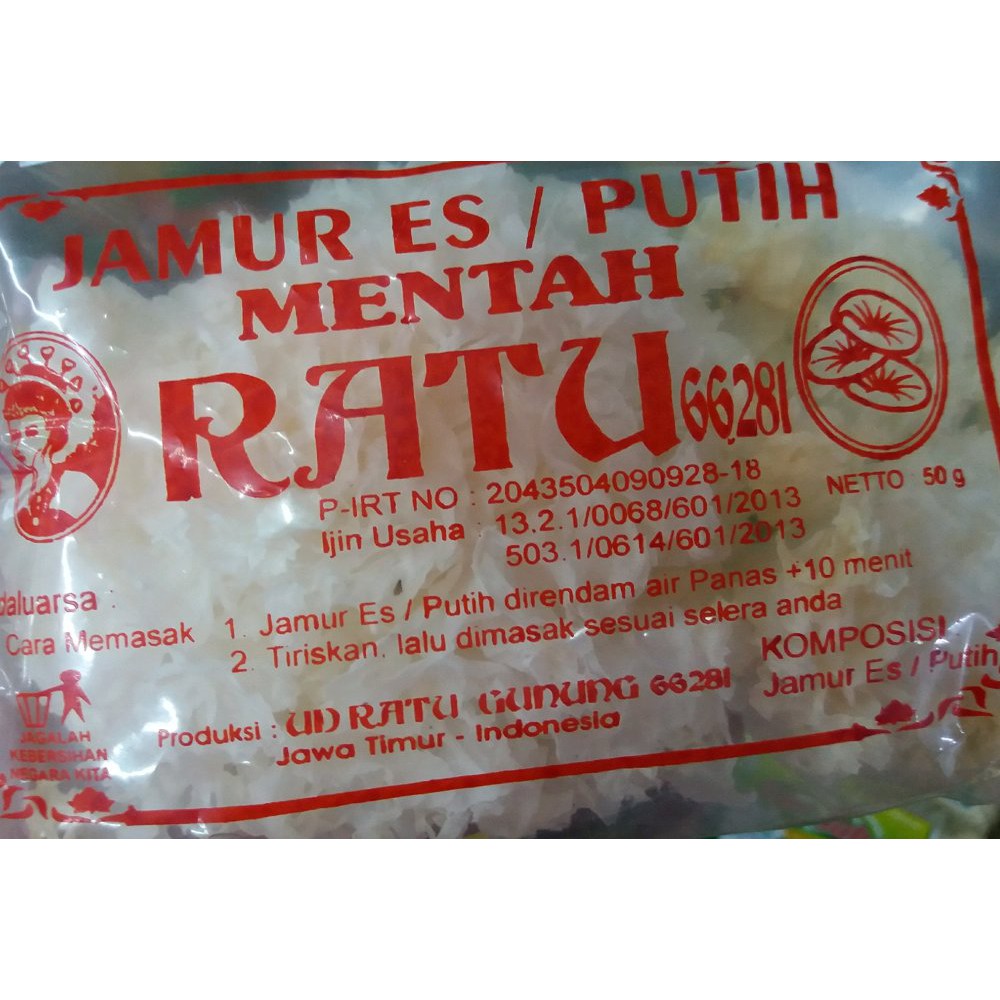 JAMUR ES / PUTIH
MENTAH
RATU 66281
P-IRT NO : 2043504090928-18
Ijin Usaha : 13.2.1/0068/601/2013
503.1/0614/601/2013
NETTO : 50 g
daluarsa :
Cara Memasak 1. Jamur Es / Putih direndam air Panas +10 menit
2. Tiriskan, lalu dimasak sesuai selera anda
KOMPOSISI
Jamur Es / Putih
JAGALAH
KEBERSIHAN
NEGARA KITA
Produksi : UD RATU GUNUNG 66281
Jawa Timur - Indonesia